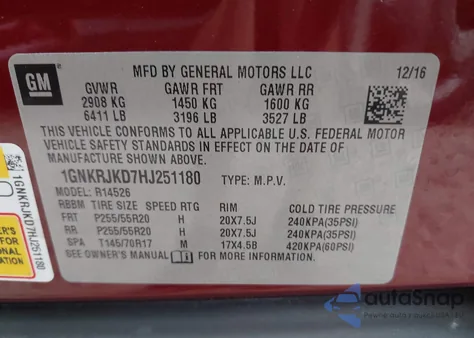 GM
MFD BY GENERAL MOTORS LLC
12/16
GVWR GAWR FRT GAWR RR
2908 KG 1450 KG 1600 KG
6411 LB 3196 LB 3527 LB
THIS VEHICLE CONFORMS TO ALL APPLICABLE U.S. FEDERAL MOTOR
VEHICLE SAFETY STANDARDS IN EFFECT ON THE DATE OF
MANUFACTURE SHOWN ABOVE.
1GNKRJKD7HJ251180 TYPE: M.P.V.
MODEL: R14526
RBBMM TIRE SIZE SPEED RTG RIM COLD TIRE PRESSURE
FRT P255/55R20 H 20X7.5J 240KPA(35PSI)
RR P255/55R20 H 20X7.5J 240KPA(35PSI)
SPA T145/70R17 M 17X4.5B 420KPA(60PSI)
SEE OWNER'S MANUAL FOR MORE INFORMATION.
1GNKRJKD7HJ251180
autoSnap